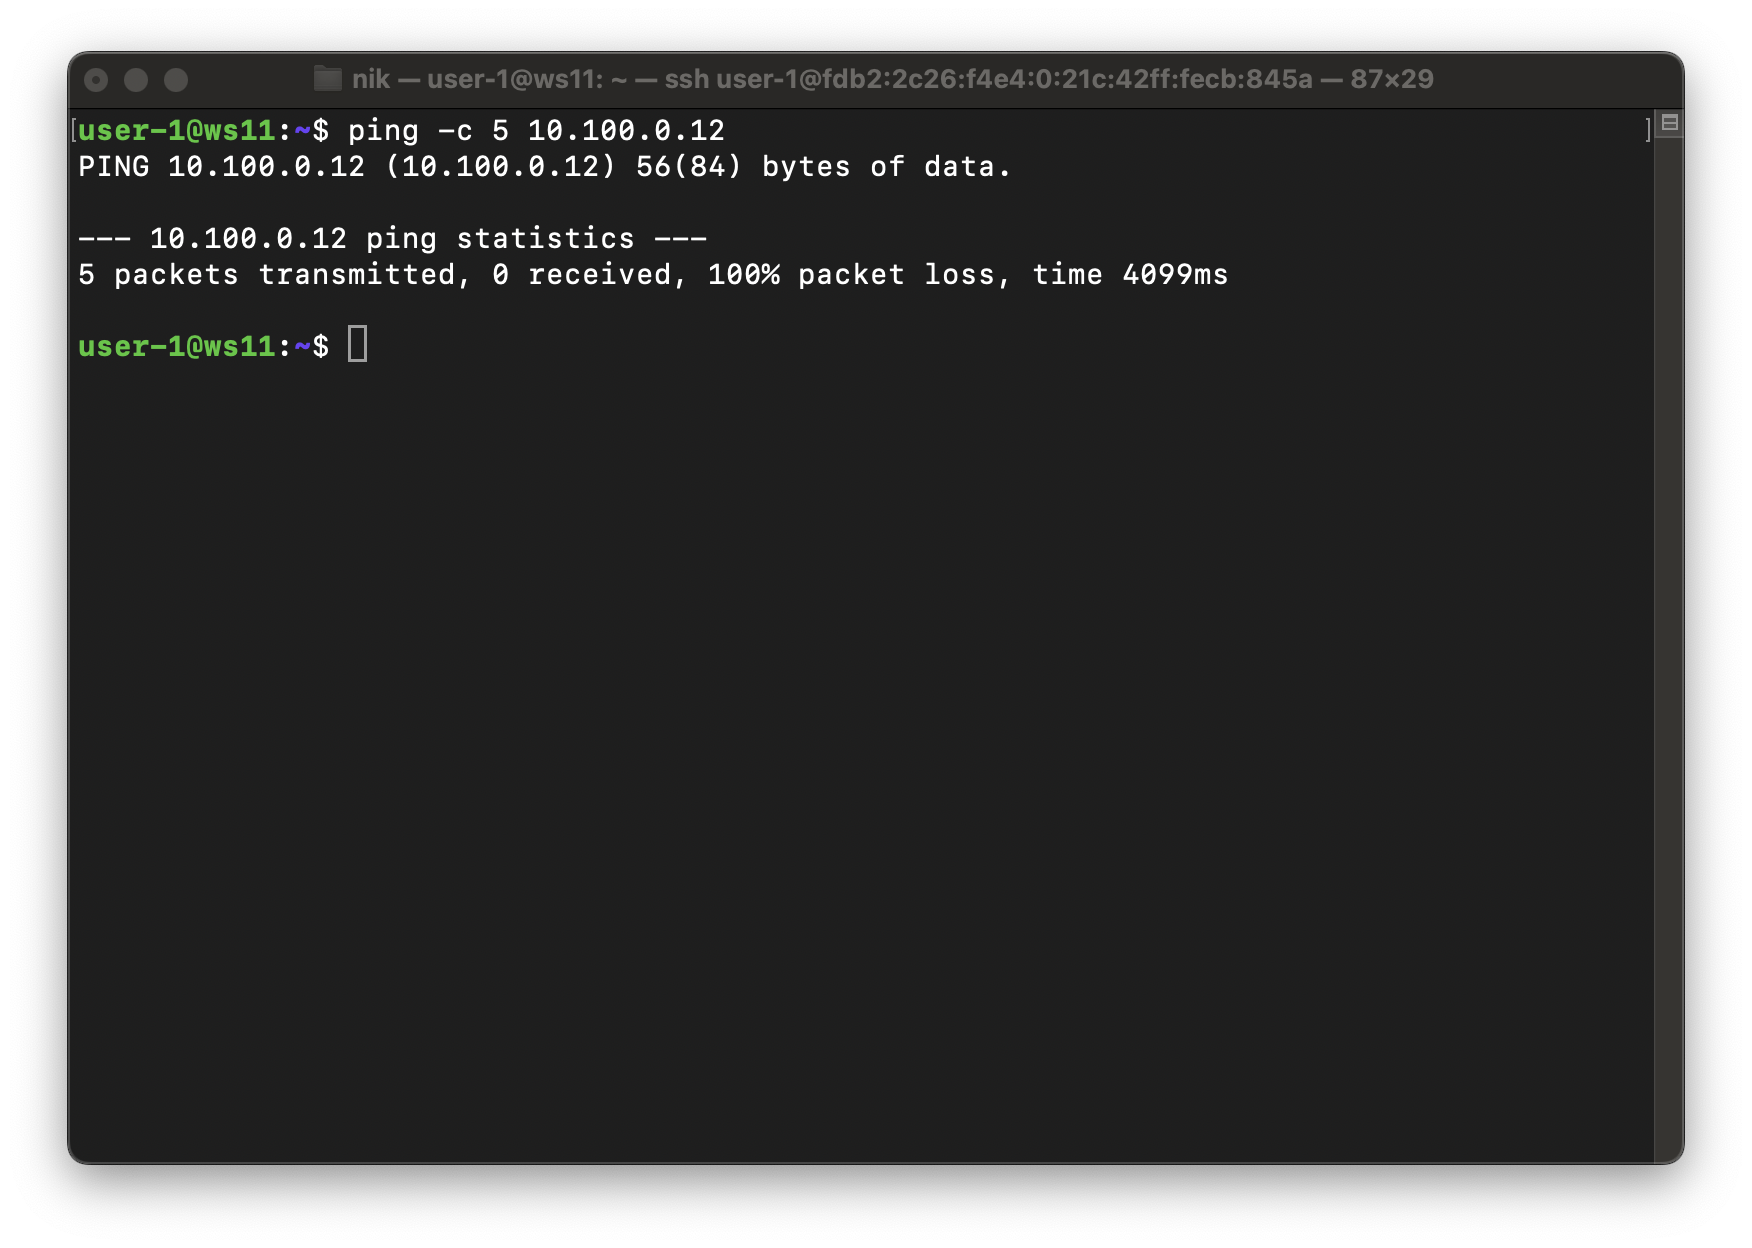 nik — user-1@ws11: ~ — ssh user-1@fdb2:2c26:f4e4:0:21c:42ff:fecb:845a — 87×29
[user-1@ws11:~$ ping -c 5 10.100.0.12 ]
PING 10.100.0.12 (10.100.0.12) 56(84) bytes of data.
--- 10.100.0.12 ping statistics ---
5 packets transmitted, 0 received, 100% packet loss, time 4099ms
user-1@ws11:~$